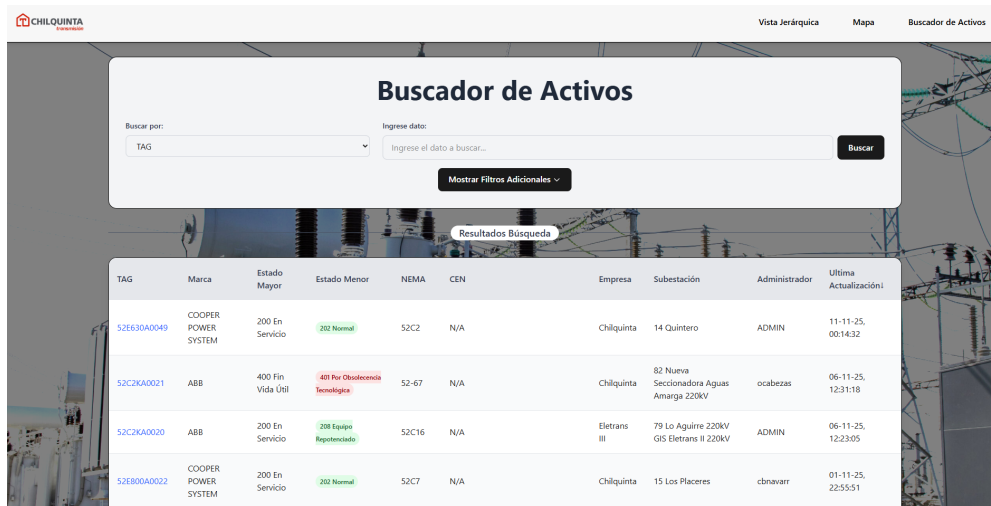 CHILQUINTA
transmisión
Vista Jerárquica Mapa Buscador de Activos
Buscador de Activos
Buscar por: Ingrese dato:
TAG Ingrese el dato a buscar... Buscar
Mostrar Filtros Adicionales
Resultados Búsqueda
TAG Marca Estado Mayor Estado Menor NEMA CEN Empresa Subestación Administrador Ultima Actualización↓
52E630A0049 COOPER POWER SYSTEM 200 En Servicio 202 Normal 52C2 N/A Chilquinta 14 Quintero ADMIN 11-11-25, 00:14:32
52C2KA0021 ABB 400 Fin Vida Útil 401 Por Obsolecencia Tecnológica 52-67 N/A Chilquinta 82 Nueva Seccionadora Aguas Amarga 220kV ocabezas 06-11-25, 12:31:18
52C2KA0020 ABB 200 En Servicio 208 Equipo Repotenciado 52C16 N/A Eletrans III 79 Lo Aguirre 220kV GIS Eletrans II 220kV ADMIN 06-11-25, 12:23:05
52E800A0022 COOPER POWER SYSTEM 200 En Servicio 202 Normal 52C7 N/A Chilquinta 15 Los Placeres cbnavarr 01-11-25, 22:55:51